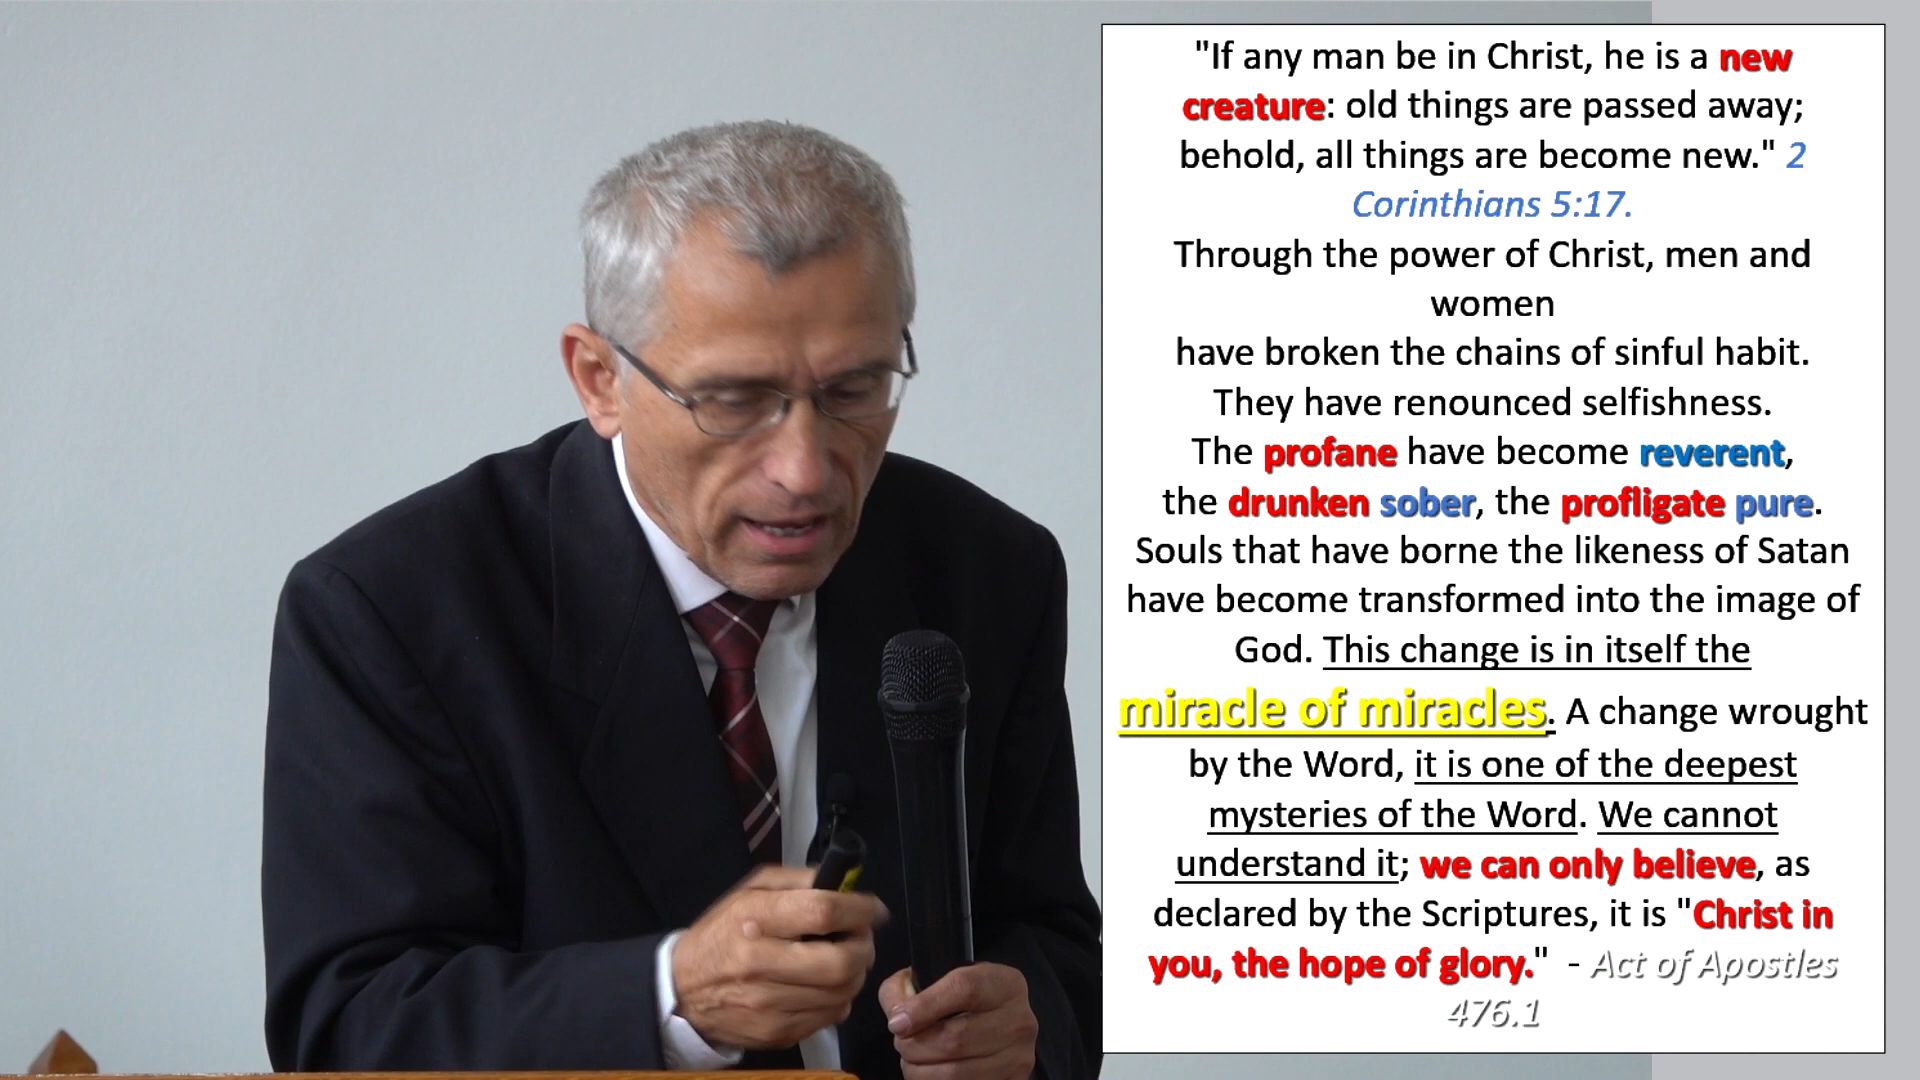 "If any man be in Christ, he is a new
creature: old things are passed away;
behold, all things are become new." 2
Corinthians 5:17.
Through the power of Christ, men and
women
have broken the chains of sinful habit.
They have renounced selfishness.
The profane have become reverent,
the drunken sober, the profligate pure.
Souls that have borne the likeness of Satan
have become transformed into the image of
God. This change is in itself the
miracle of miracles. A change wrought
by the Word, it is one of the deepest
mysteries of the Word. We cannot
understand it; we can only believe, as
declared by the Scriptures, it is "Christ in
you, the hope of glory." - Act of Apostles
476.1